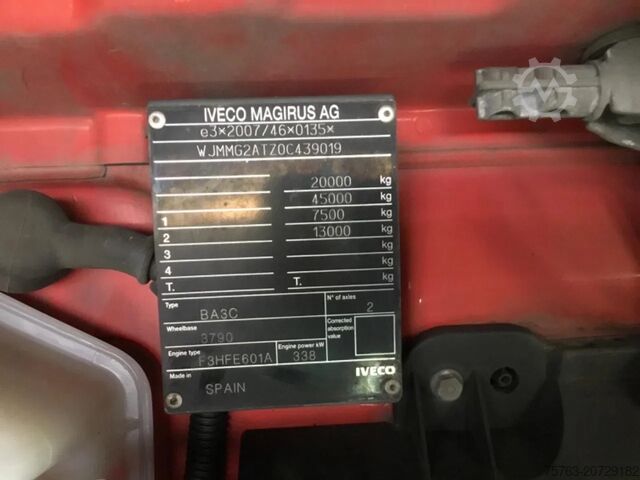 IVECO MAGIRUS AG
e3*2007/46*0135*
WJMMG2ATZ0C439019
20000 kg
45000 kg
1 7500 kg
2 13000 kg
3 kg
4 kg
T. T. kg
Type BA3C N° of axles 2
Wheelbase 3790 Corrected absorption value
Engine type F3HFE601A Engine power kW 338
Made in SPAIN IVECO
75763-20729182